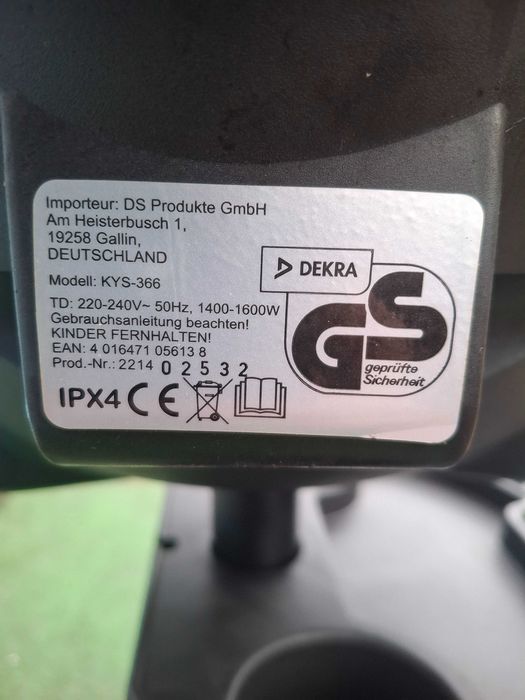 Importeur: DS Produkte GmbH
Am Heisterbusch 1,
19258 Gallin,
DEUTSCHLAND
Modell: KYS-366
TD: 220-240V~ 50Hz, 1400-1600W
Gebrauchsanleitung beachten!
KINDER FERNHALTEN!
EAN: 4 016471 05613 8
Prod.-Nr.: 2214 0 2 5 3 2
IPX4 CE
DEKRA
GS
geprüfte
Sicherheit